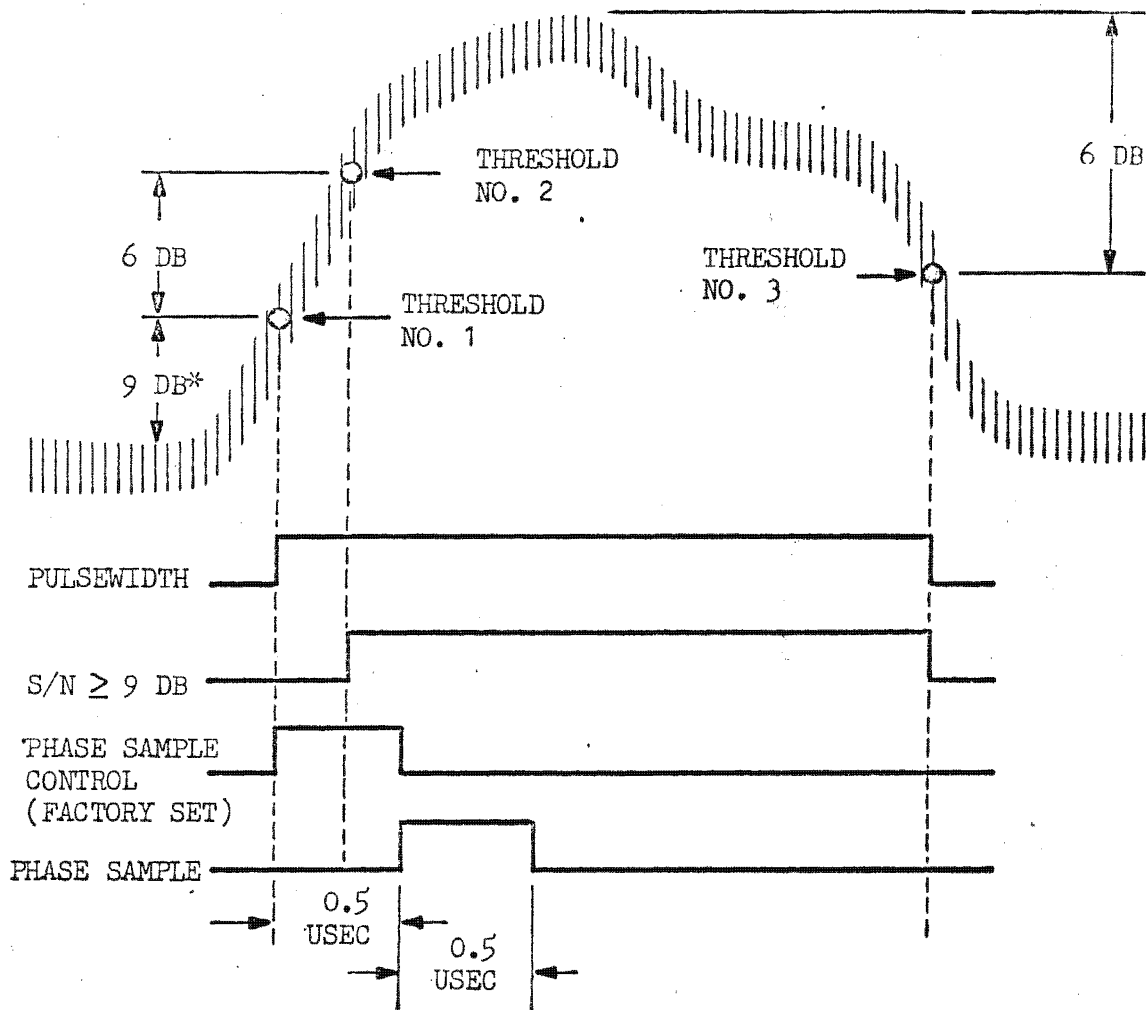 6 DB
THRESHOLD
NO. 2
6 DB
THRESHOLD
NO. 3
THRESHOLD
NO. 1
9 DB*
PULSEWIDTH
S/N ≥ 9 DB
PHASE SAMPLE
CONTROL
(FACTORY SET)
PHASE SAMPLE
0.5
USEC
0.5
USEC